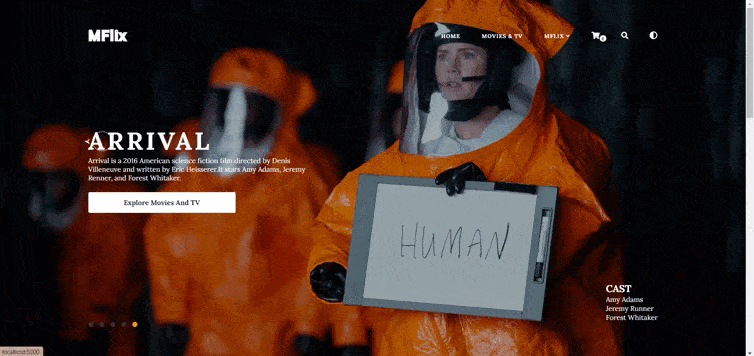 MFlix
HOME
MOVIES & TV
MFLIX
0
ARRIVAL
Arrival is a 2016 American science fiction film directed by Denis
Villeneuve and written by Eric Heisserer.It stars Amy Adams, Jeremy
Renner, and Forest Whitaker.
Explore Movies And TV
HUMAN
CAST
Amy Adams
Jeremy Runner
Forest Whitaker
localhost:5000